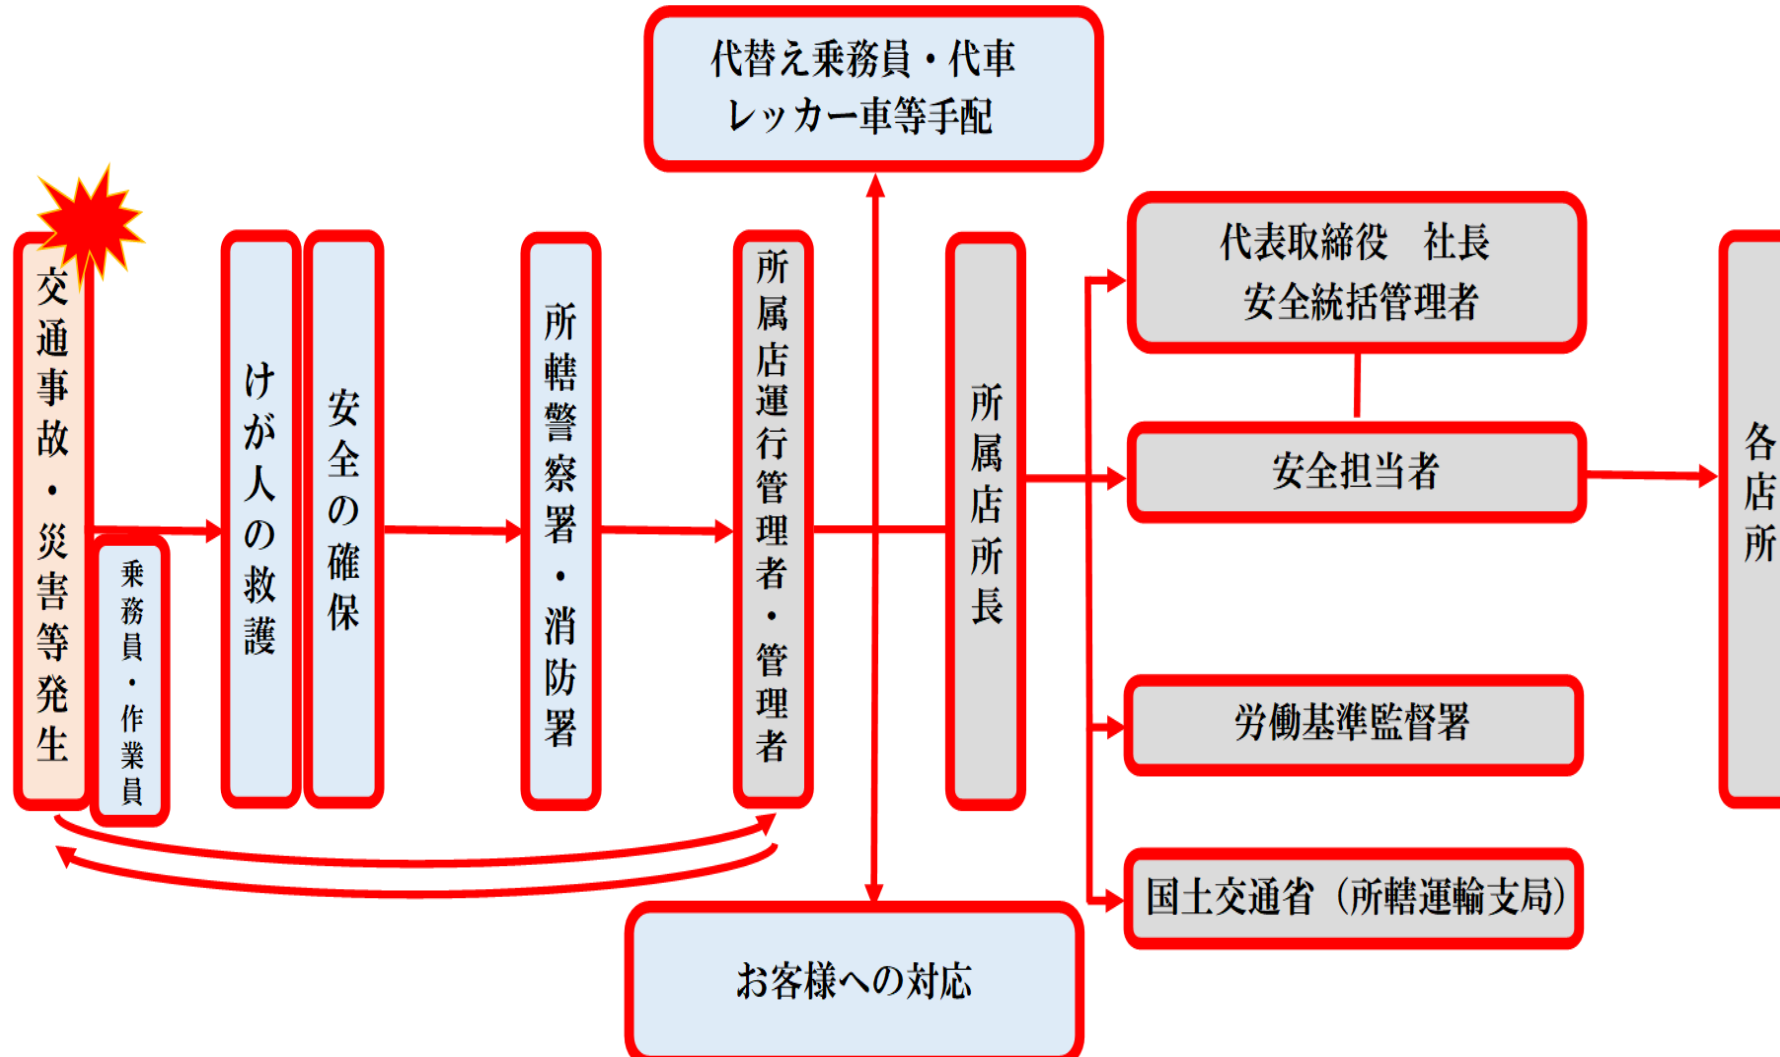 代替え乗務員・代車
レッカー車等手配
交通事故・災害等発生
乗務員・作業員
けが人の救護
安全の確保
所轄警察署・消防署
所属店運行管理者・管理者
所属店所長
代表取締役　社長
安全統括管理者
安全担当者
労働基準監督署
国土交通省（所轄運輸支局）
各店所
お客様への対応